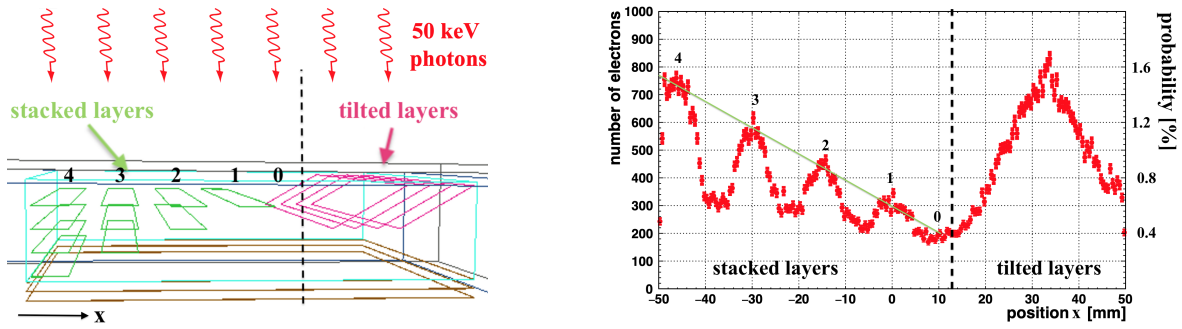 50 keV
photons
stacked layers
tilted layers
4 3 2 1 0
x
number of electrons
1000
900
800
700
600
500
400
300
200
100
0
4
3
2
1
0
stacked layers
tilted layers
probability [%]
1.6
1.2
0.8
0.4
−50 −40 −30 −20 −10 0 10 20 30 40 50
position x [mm]